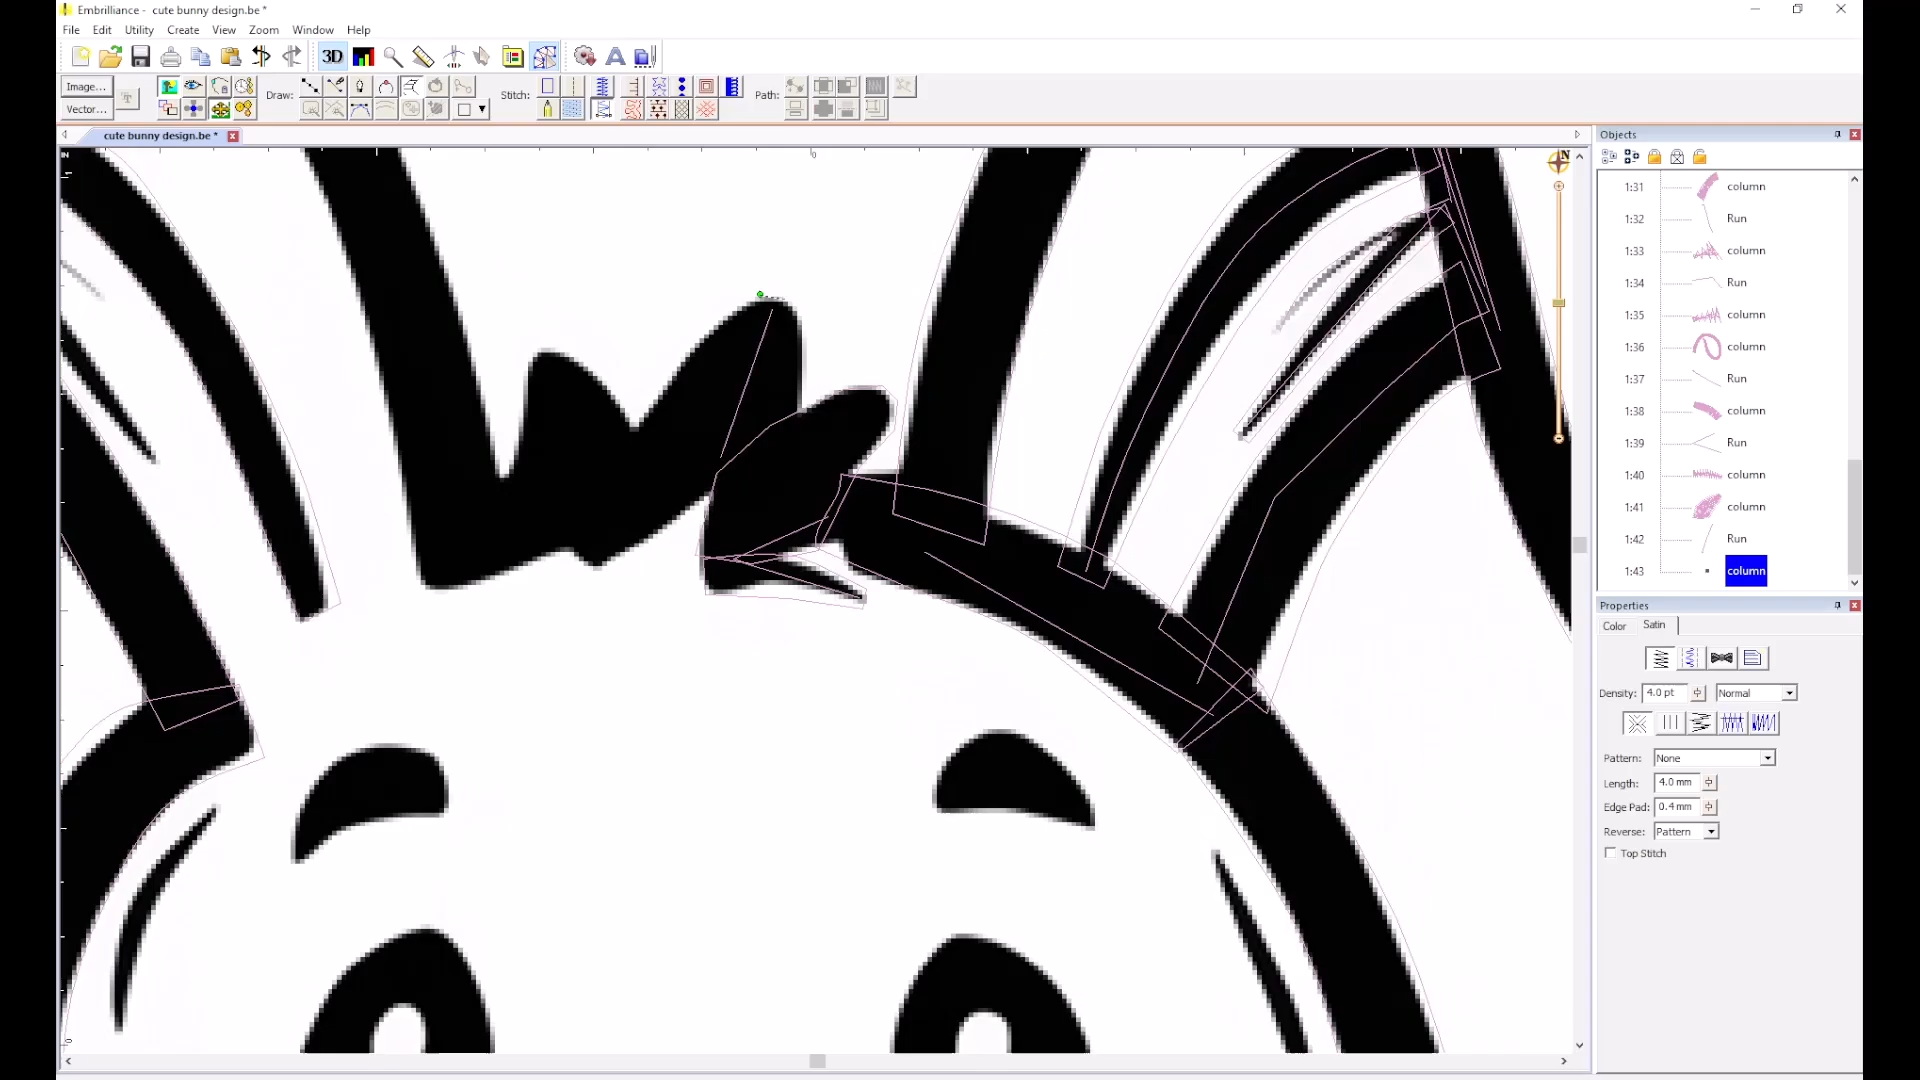 Embrilliance - cute bunny design.be *
File Edit Utility Create View Zoom Window Help
3D
Image... Draw: Stitch: Path:
Vector...
cute bunny design.be *
IN
0
1
N
0
Objects
1:31 column
1:32 Run
1:33 column
1:34 Run
1:35 column
1:36 column
1:37 Run
1:38 column
1:39 Run
1:40 column
1:41 column
1:42 Run
1:43 column
Properties
Color Satin
Density: 4.0 pt Normal
Pattern: None
Length: 4.0 mm
Edge Pad: 0.4 mm
Reverse: Pattern
Top Stitch